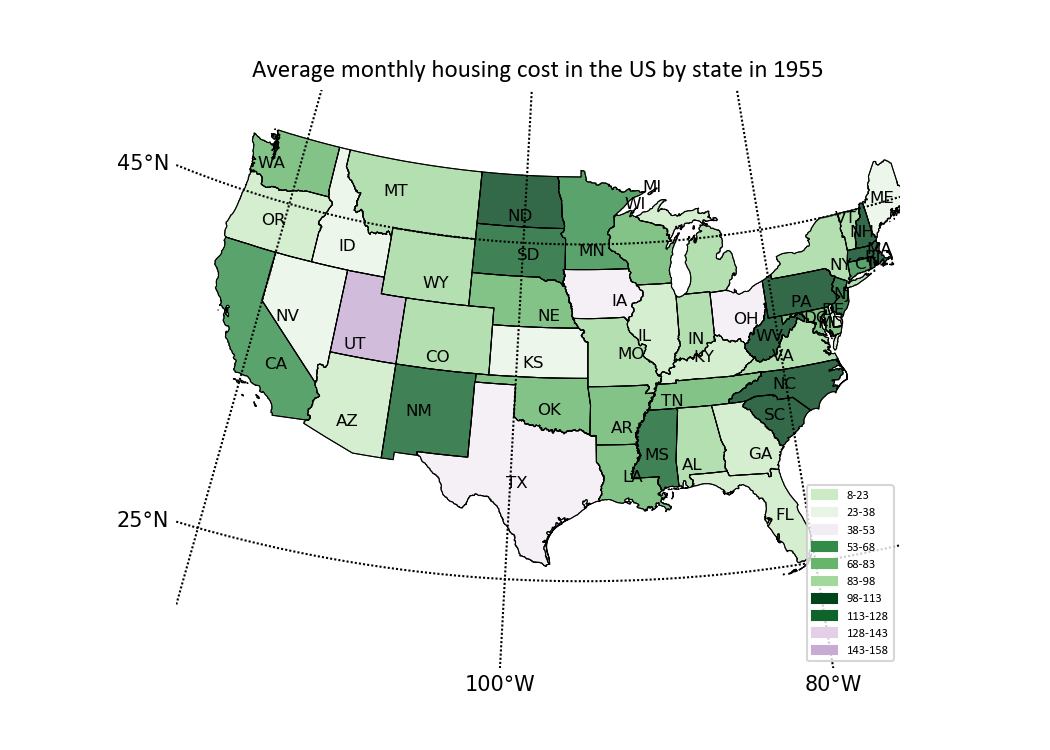 Average monthly housing cost in the US by state in 1955
45°N
WA
MT
ND
MI
WI
ME
OR
ID
SD
MN
VT
NH
MA
WY
NY
CT
NV
NE
IA
PA
UT
CO
KS
IL
IN
OH
WV
DC
MD
CA
MO
KY
VA
AZ
NM
OK
AR
TN
NC
SC
TX
LA
MS
AL
GA
25°N
FL
8-23
23-38
38-53
53-68
68-83
83-98
98-113
113-128
128-143
143-158
100°W
80°W